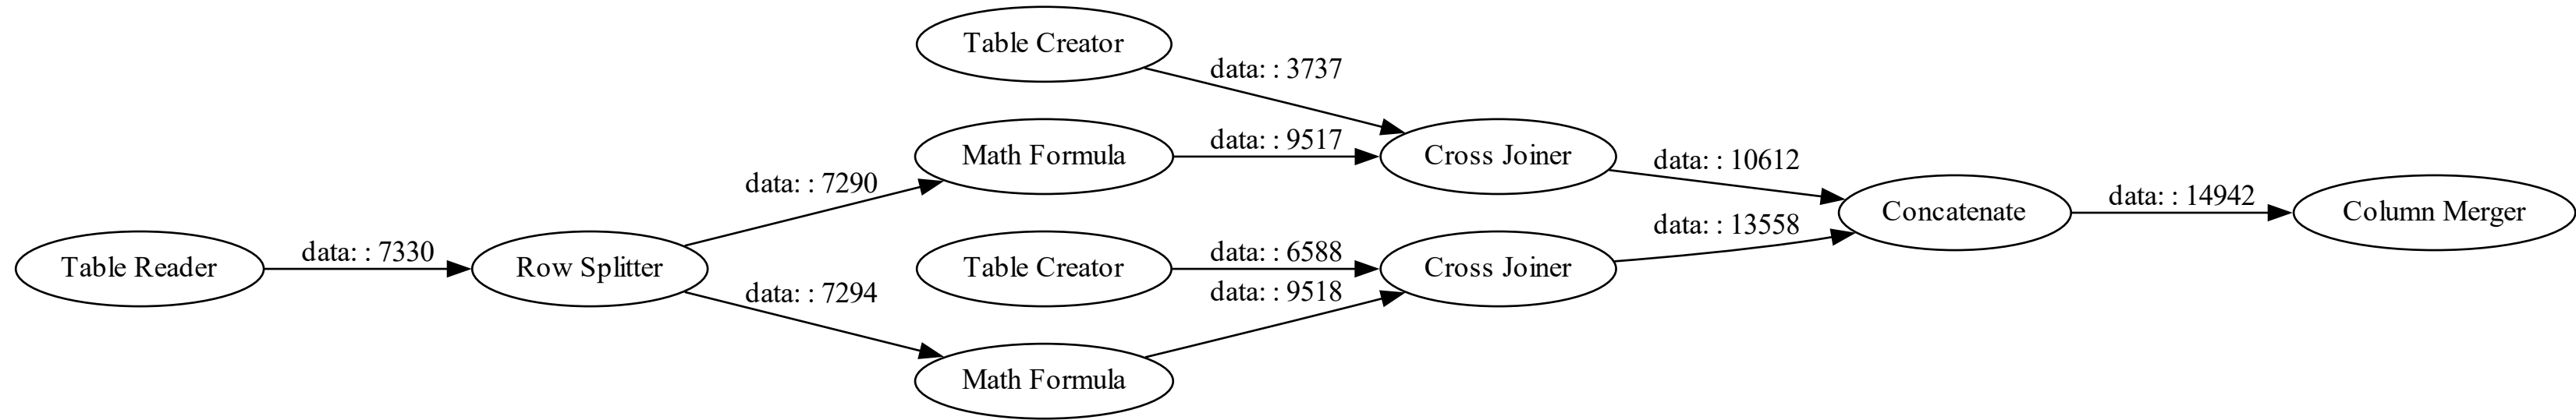 Table Creator
data: : 3737
Math Formula
data: : 9517
Cross Joiner
data: : 10612
data: : 7290
Concatenate
data: : 14942
Column Merger
Table Reader
data: : 7330
Row Splitter
Table Creator
data: : 6588
Cross Joiner
data: : 13558
data: : 7294
data: : 9518
Math Formula